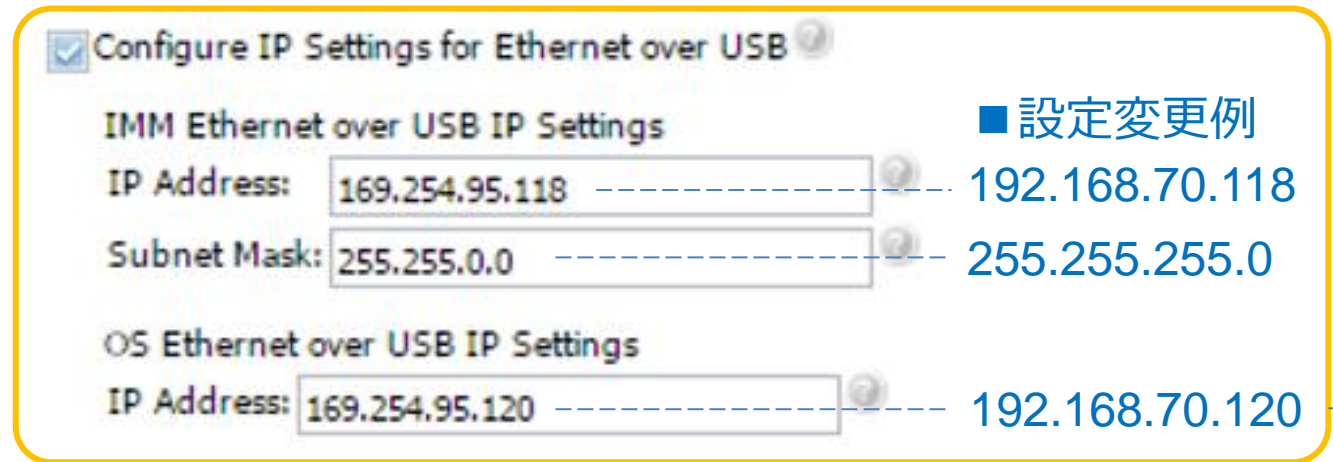 Configure IP Settings for Ethernet over USB
IMM Ethernet over USB IP Settings
■設定変更例
IP Address: 169.254.95.118 192.168.70.118
Subnet Mask: 255.255.0.0 255.255.255.0
OS Ethernet over USB IP Settings
IP Address: 169.254.95.120 192.168.70.120